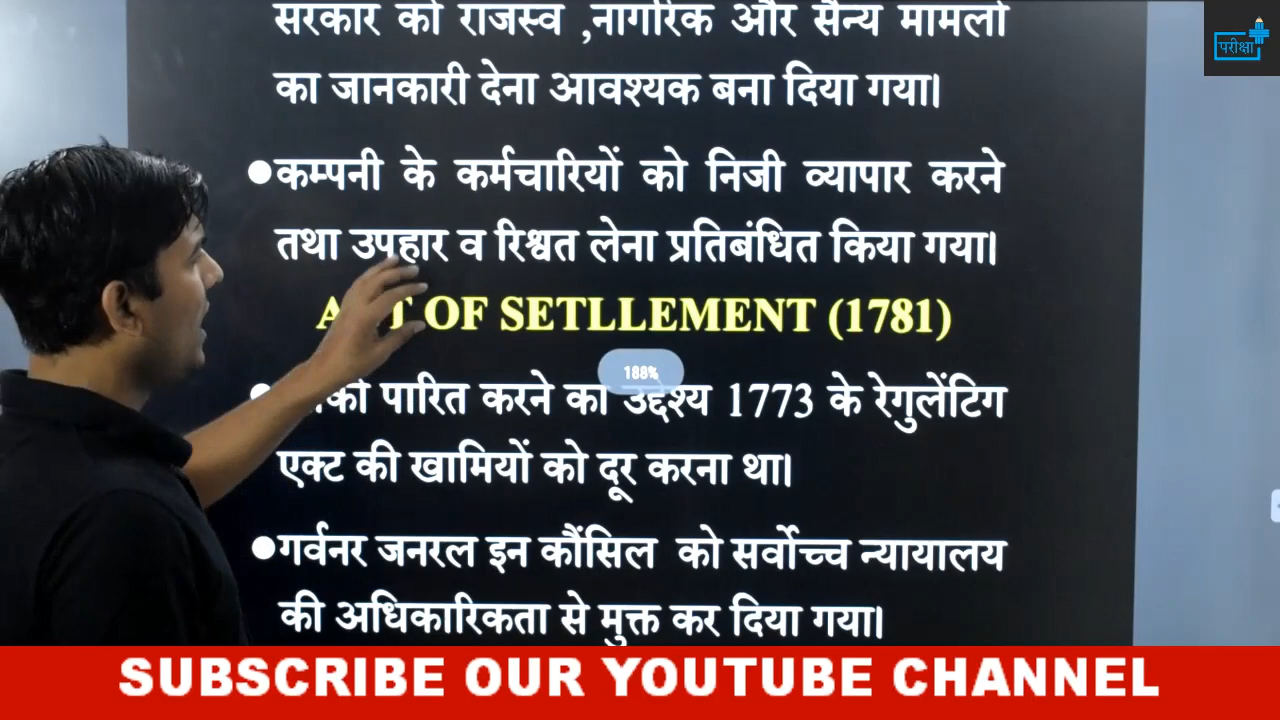 सरकार को राजस्व ,नागरिक और सैन्य मामलों
का जानकारी देना आवश्यक बना दिया गया।
●कम्पनी के कर्मचारियों को निजी व्यापार करने
तथा उपहार व रिश्वत लेना प्रतिबंधित किया गया।
OF SETLLEMENT (1781)
188%
पारित करने का उद्देश्य 1773 के रेगुलेंटिग
एक्ट की खामियों को दूर करना था।
●गर्वनर जनरल इन कौंसिल को सर्वोच्च न्यायालय
की अधिकारिकता से मुक्त कर दिया गया।
परीक्षा
SUBSCRIBE OUR YOUTUBE CHANNEL